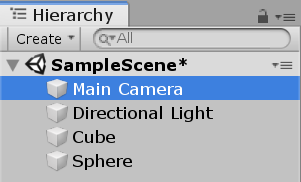 Hierarchy
Create All
SampleScene*
Main Camera
Directional Light
Cube
Sphere